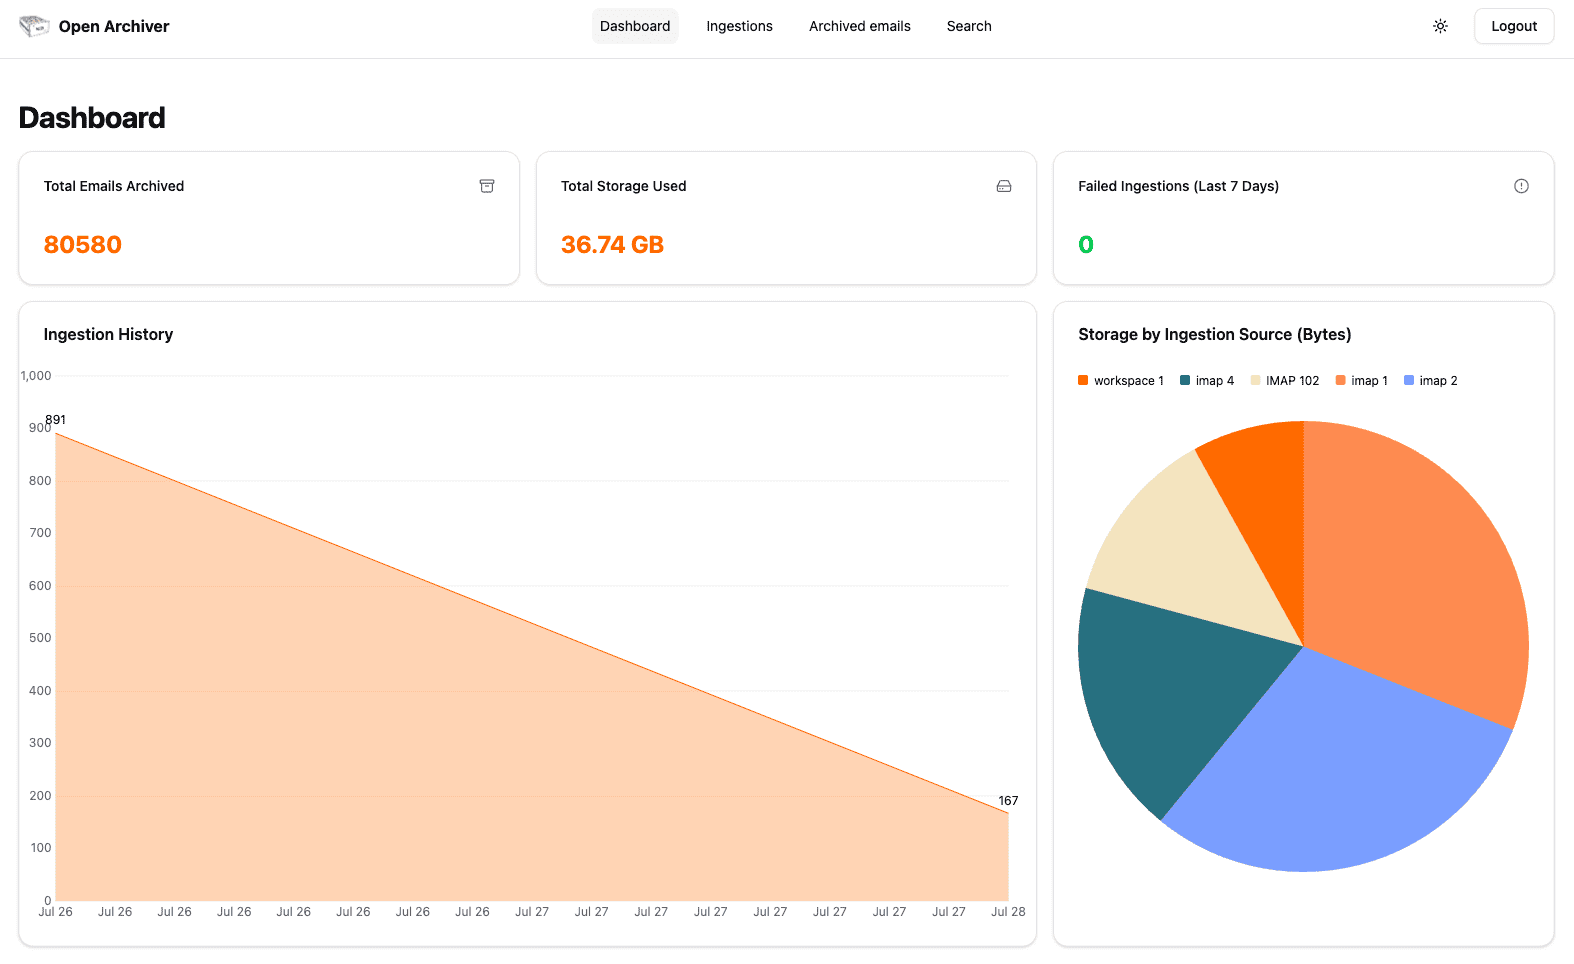 Open Archiver
Dashboard
Ingestions
Archived emails
Search
Logout
Dashboard
Total Emails Archived
80580
Total Storage Used
36.74 GB
Failed Ingestions (Last 7 Days)
0
Ingestion History
1,000
900
800
700
600
500
400
300
200
100
0
891
167
Jul 26 Jul 26 Jul 26 Jul 26 Jul 26 Jul 26 Jul 26 Jul 26 Jul 27 Jul 27 Jul 27 Jul 27 Jul 27 Jul 27 Jul 27 Jul 27 Jul 28
Storage by Ingestion Source (Bytes)
workspace 1 imap 4 IMAP 102 imap 1 imap 2